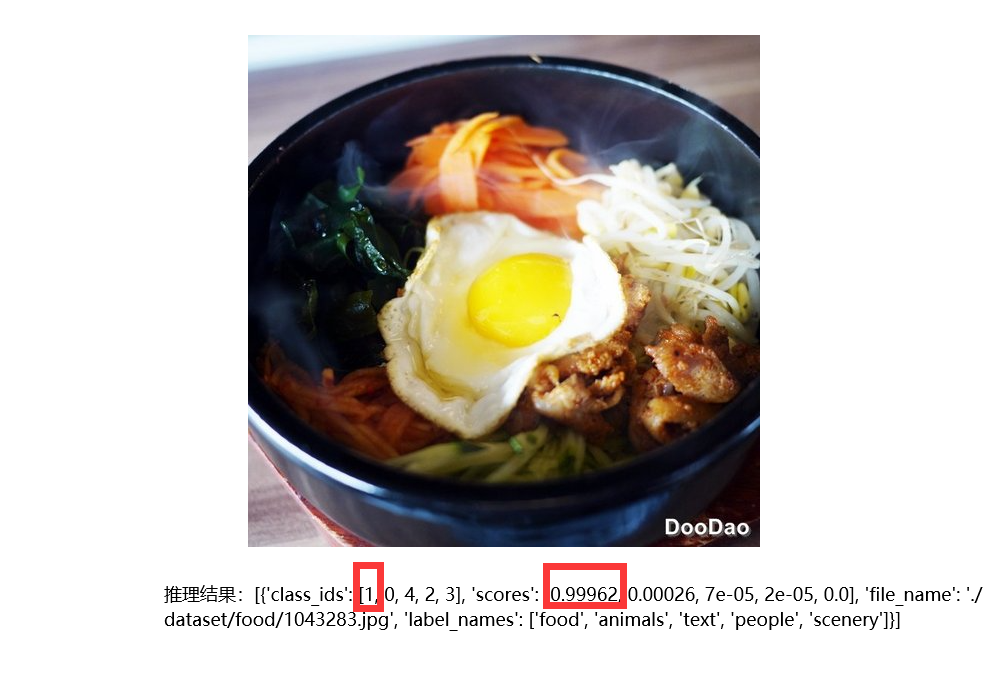 DooDao
推理结果：[{'class_ids': [1, 0, 4, 2, 3], 'scores': [0.99962, 0.00026, 7e-05, 2e-05, 0.0], 'file_name': './
dataset/food/1043283.jpg', 'label_names': ['food', 'animals', 'text', 'people', 'scenery']}]